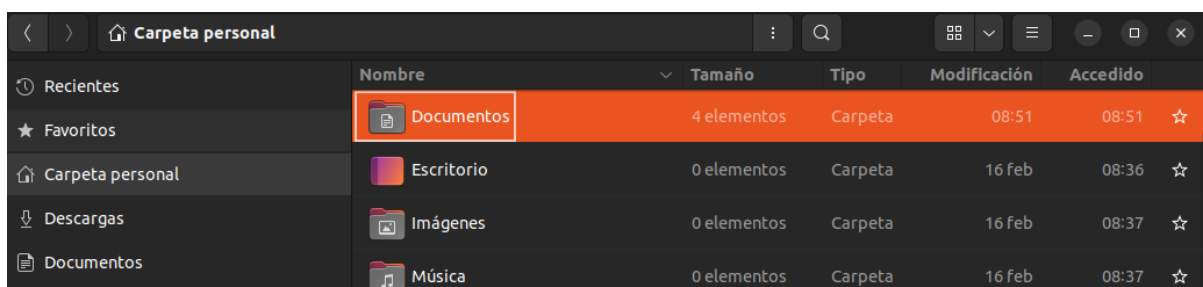 Carpeta personal
Recientes
Favoritos
Carpeta personal
Descargas
Documentos
Nombre Tamaño Tipo Modificación Accedido
Documentos 4 elementos Carpeta 08:51 08:51
Escritorio 0 elementos Carpeta 16 feb 08:36
Imágenes 0 elementos Carpeta 16 feb 08:37
Música 0 elementos Carpeta 16 feb 08:37